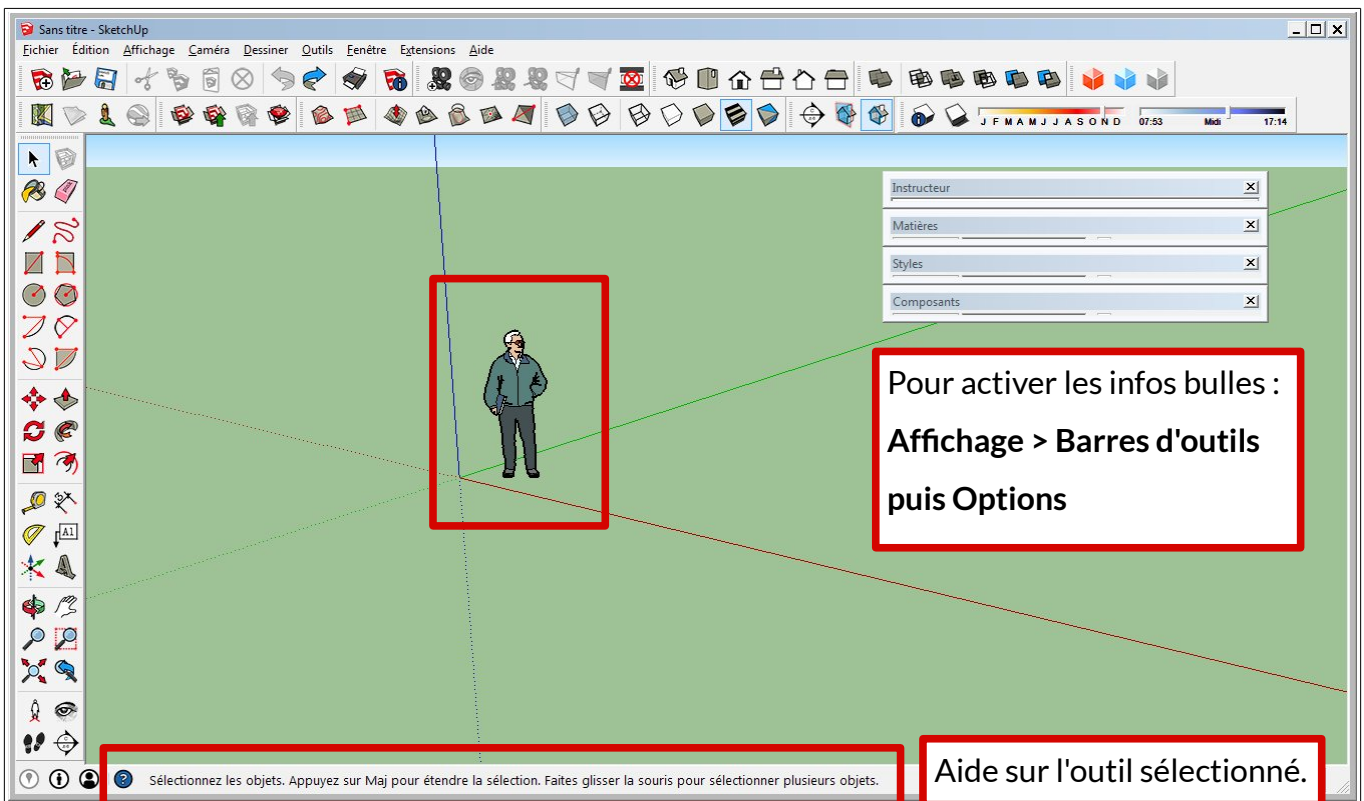 Sans titre - SketchUp
Fichier Édition Affichage Caméra Dessiner Outils Fenêtre Extensions Aide
J F M A M J J A S O N D 07:53 Midi 17:14
Instructeur
Matières
Styles
Composants
Pour activer les infos bulles :
Affichage > Barres d'outils
puis Options
A1
Sélectionnez les objets. Appuyez sur Maj pour étendre la sélection. Faites glisser la souris pour sélectionner plusieurs objets.
Aide sur l'outil sélectionné.